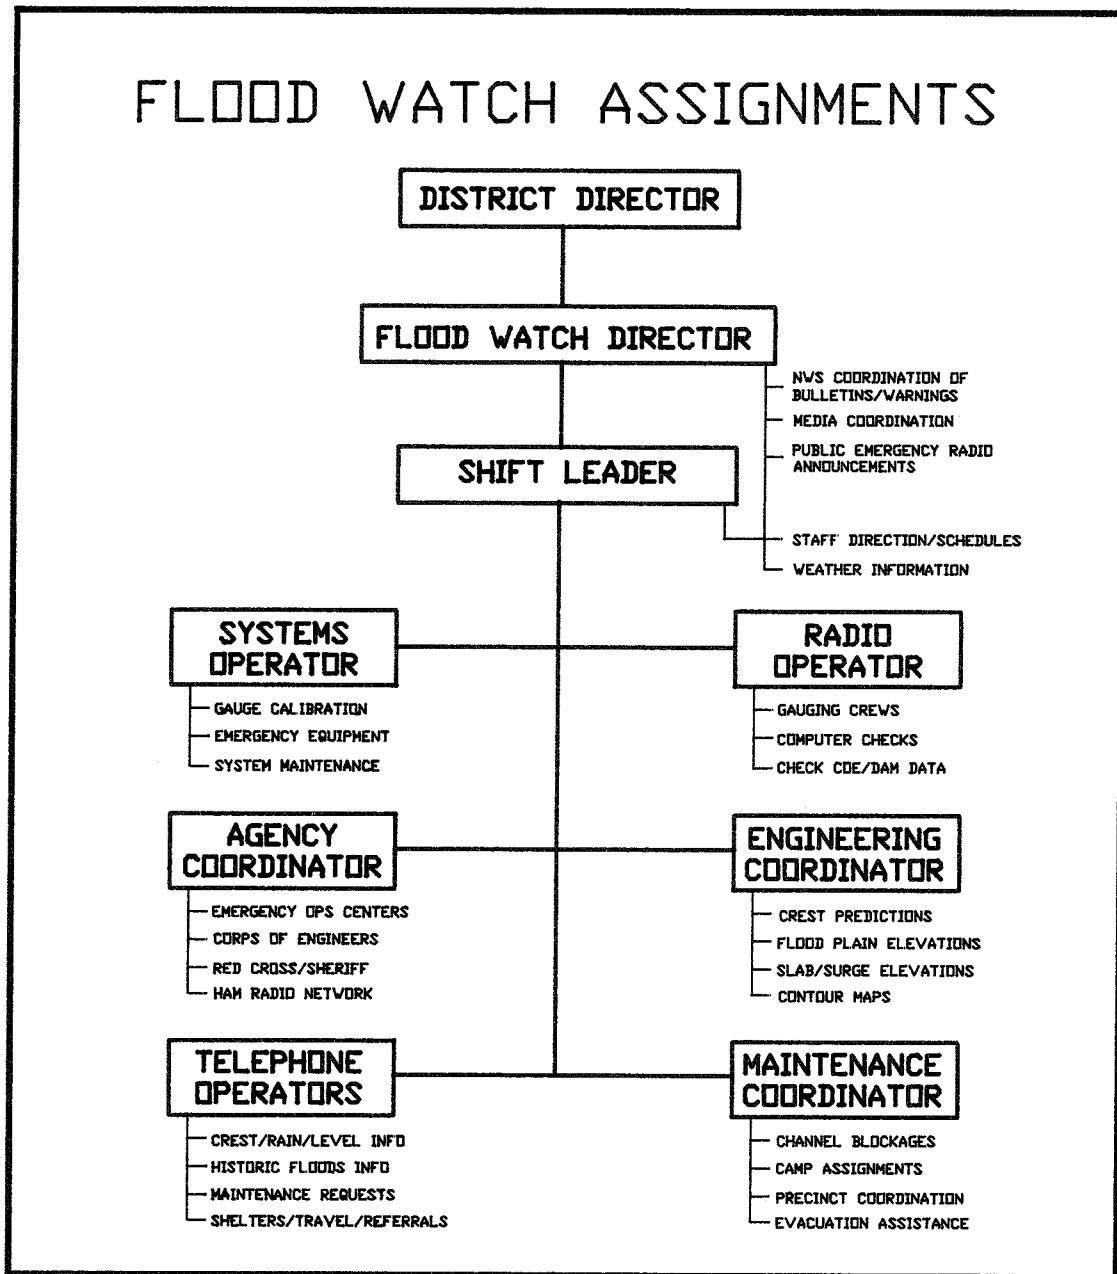 FLOOD WATCH ASSIGNMENTS
DISTRICT DIRECTOR
FLOOD WATCH DIRECTOR
NWS COORDINATION OF
BULLETINS/WARNINGS
MEDIA COORDINATION
PUBLIC EMERGENCY RADIO
ANNOUNCEMENTS
SHIFT LEADER
STAFF DIRECTION/SCHEDULES
WEATHER INFORMATION
SYSTEMS
OPERATOR
GAUGE CALIBRATION
EMERGENCY EQUIPMENT
SYSTEM MAINTENANCE
RADIO
OPERATOR
GAUGING CREWS
COMPUTER CHECKS
CHECK COE/DAM DATA
AGENCY
COORDINATOR
EMERGENCY OPS CENTERS
CORPS OF ENGINEERS
RED CROSS/SHERIFF
HAM RADIO NETWORK
ENGINEERING
COORDINATOR
CREST PREDICTIONS
FLOOD PLAIN ELEVATIONS
SLAB/SURGE ELEVATIONS
CONTOUR MAPS
TELEPHONE
OPERATORS
CREST/RAIN/LEVEL INFO
HISTORIC FLOODS INFO
MAINTENANCE REQUESTS
SHELTERS/TRAVEL/REFERRALS
MAINTENANCE
COORDINATOR
CHANNEL BLOCKAGES
CAMP ASSIGNMENTS
PRECINCT COORDINATION
EVACUATION ASSISTANCE